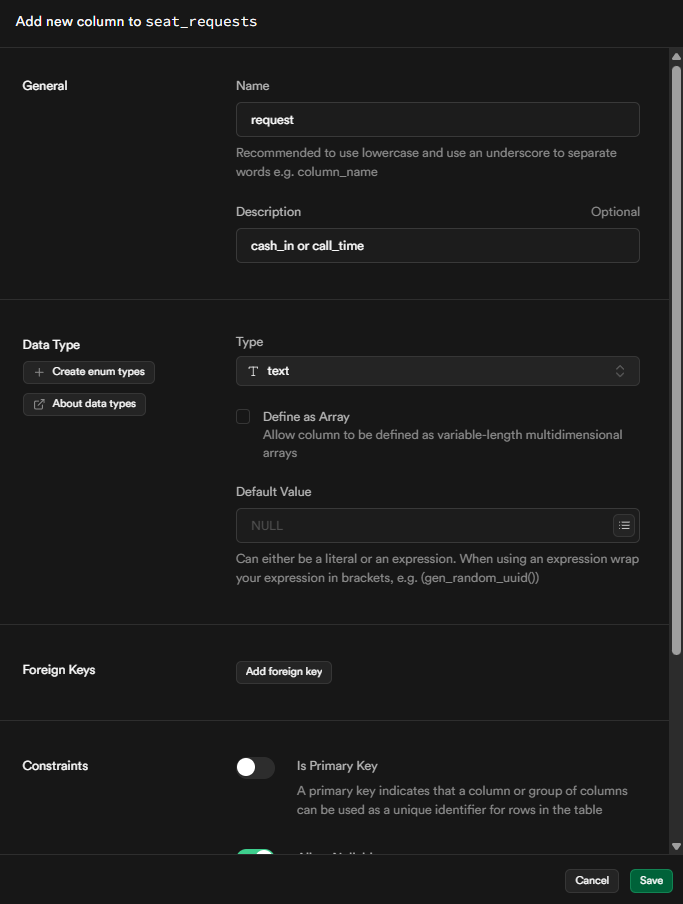 Add new column to seat_requests
General
Name
request
Recommended to use lowercase and use an underscore to separate
words e.g. column_name
Description
Optional
cash_in or call_time
Data Type
Create enum types
About data types
Type
text
Define as Array
Allow column to be defined as variable-length multidimensional
arrays
Default Value
NULL
Can either be a literal or an expression. When using an expression wrap
your expression in brackets, e.g. (gen_random_uuid())
Foreign Keys
Add foreign key
Constraints
Is Primary Key
A primary key indicates that a column or group of columns
can be used as a unique identifier for rows in the table
Cancel
Save